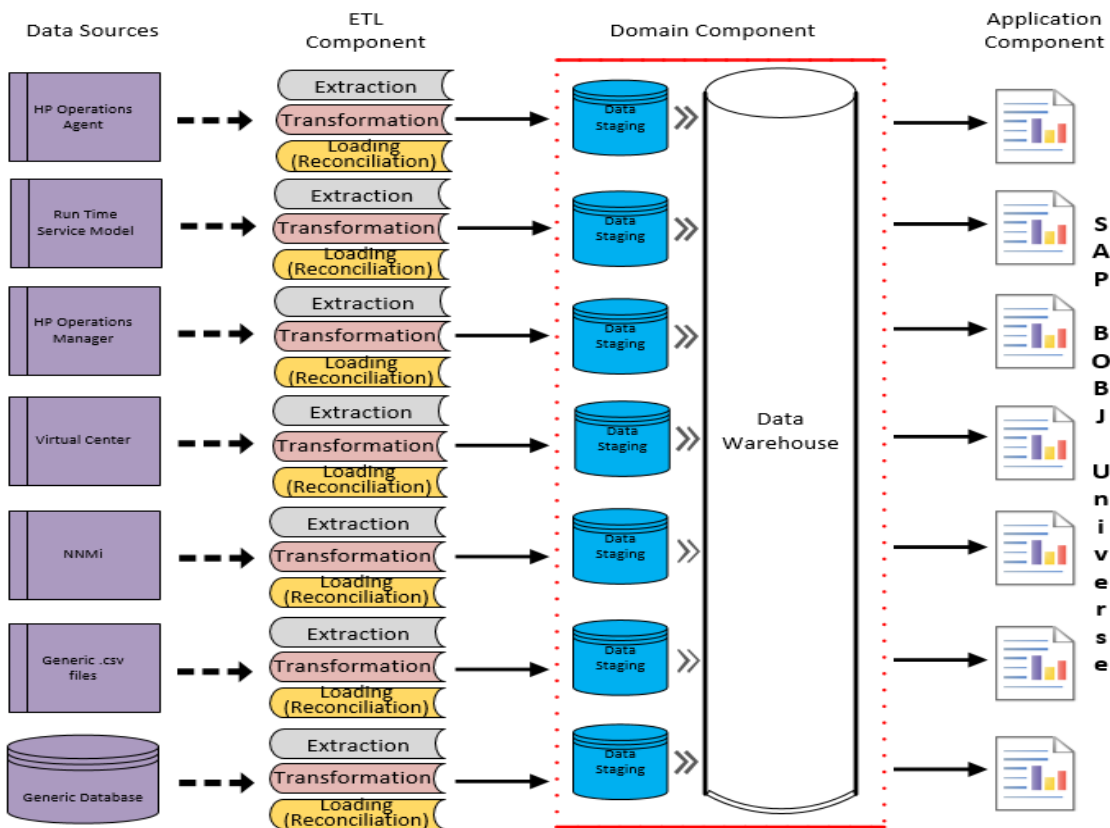 Data Sources
ETL
Component
Domain Component
Application
Component
HP Operations
Agent
Extraction
Transformation
Loading
(Reconciliation)
Data
Staging
Run Time
Service Model
Extraction
Transformation
Loading
(Reconciliation)
Data
Staging
HP Operations
Manager
Extraction
Transformation
Loading
(Reconciliation)
Data
Staging
Virtual Center
Extraction
Transformation
Loading
(Reconciliation)
Data
Staging
NNMi
Extraction
Transformation
Loading
(Reconciliation)
Data
Staging
Generic .csv
files
Extraction
Transformation
Loading
(Reconciliation)
Data
Staging
Generic Database
Extraction
Transformation
Loading
(Reconciliation)
Data
Staging
Data
Warehouse
SAP BOBJ Universe